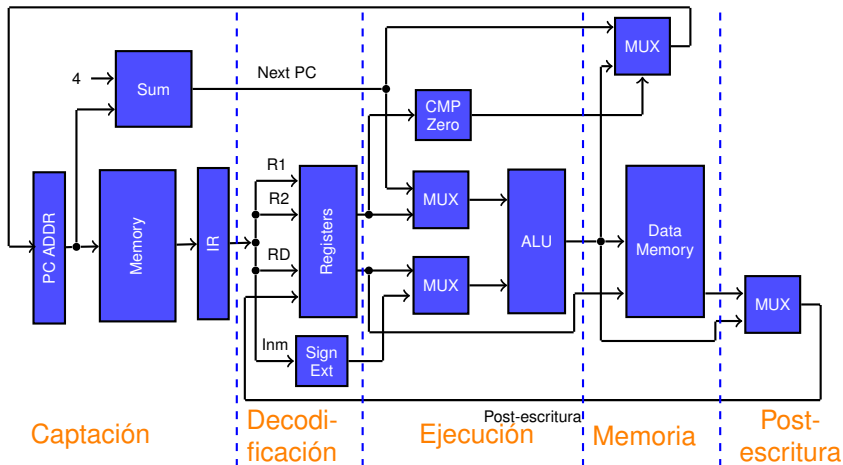 MUX
4
Sum
Next PC
CMP
Zero
R1
R2
RD
Inm
PC ADDR
Memory
IR
Registers
MUX
MUX
ALU
Data
Memory
MUX
Sign
Ext
Post-escritura
Captación
Decodi-
ficación
Ejecución
Memoria
Post-
escritura